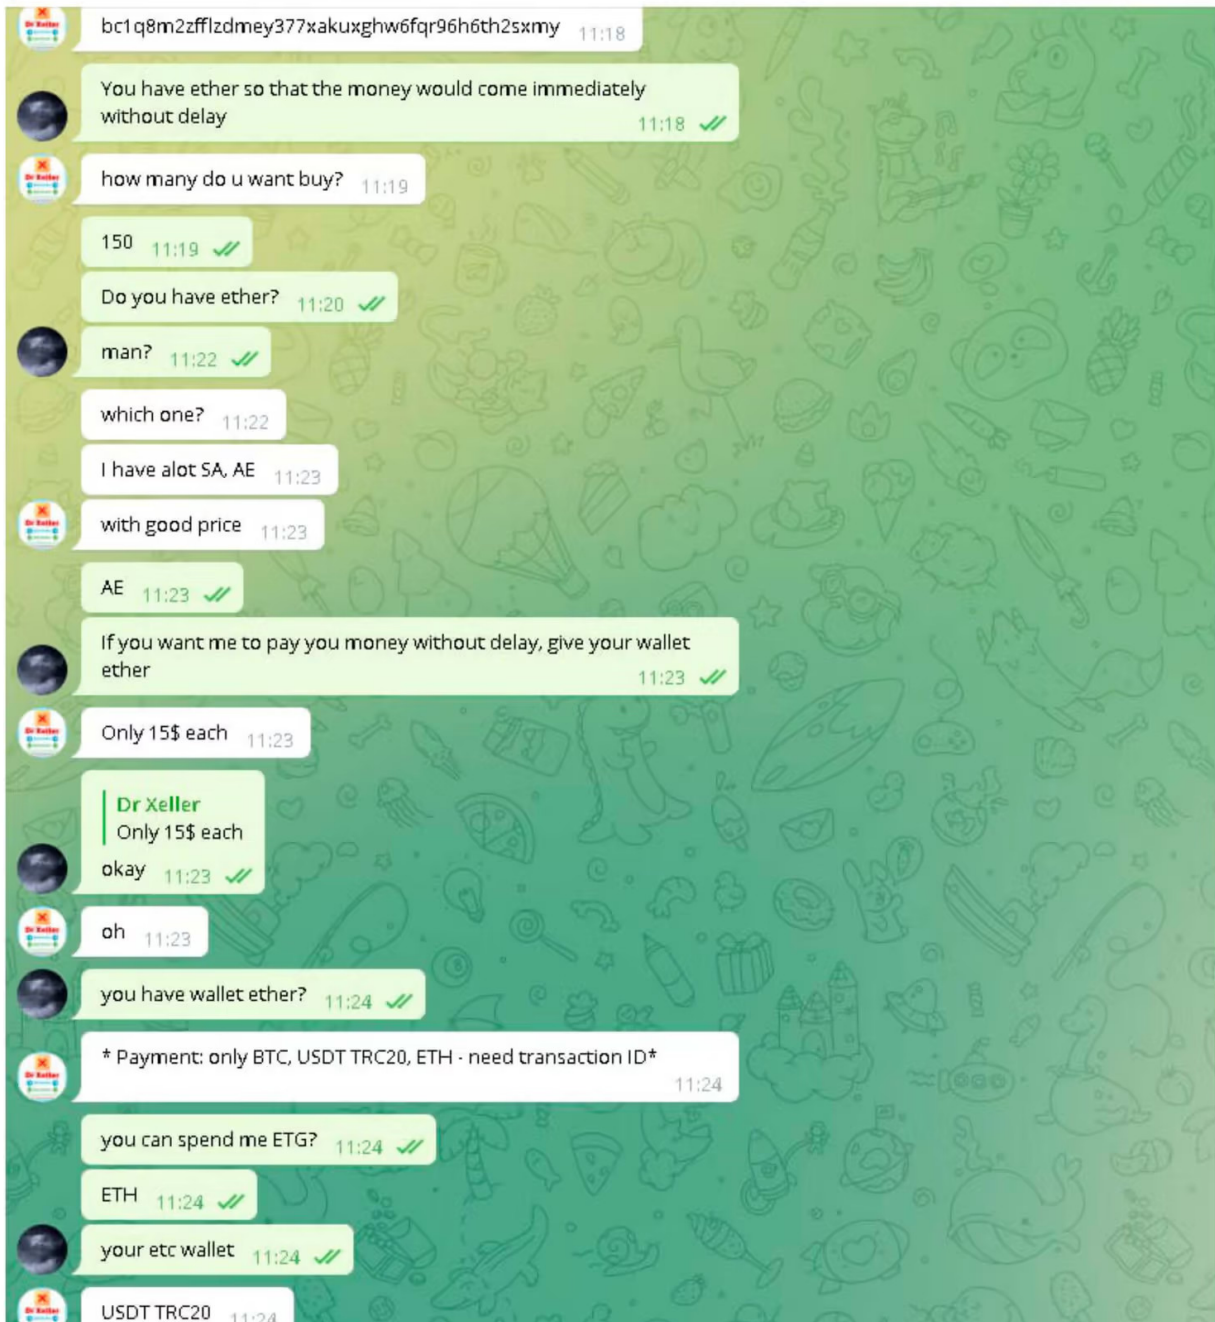 bc1q8m2zfflzdmey377xakuxghw6fqr96h6th2sxmy 11:18
You have ether so that the money would come immediately
without delay 11:18
how many do u want buy? 11:19
150 11:19
Do you have ether? 11:20
man? 11:22
which one? 11:22
I have alot SA, AE 11:23
with good price 11:23
AE 11:23
If you want me to pay you money without delay, give your wallet
ether 11:23
Only 15$ each 11:23
Dr Xeller
Only 15$ each
okay 11:23
oh 11:23
you have wallet ether? 11:24
* Payment: only BTC, USDT TRC20, ETH - need transaction ID*
11:24
you can spend me ETG? 11:24
ETH 11:24
your etc wallet 11:24
USDT TRC20 11:24